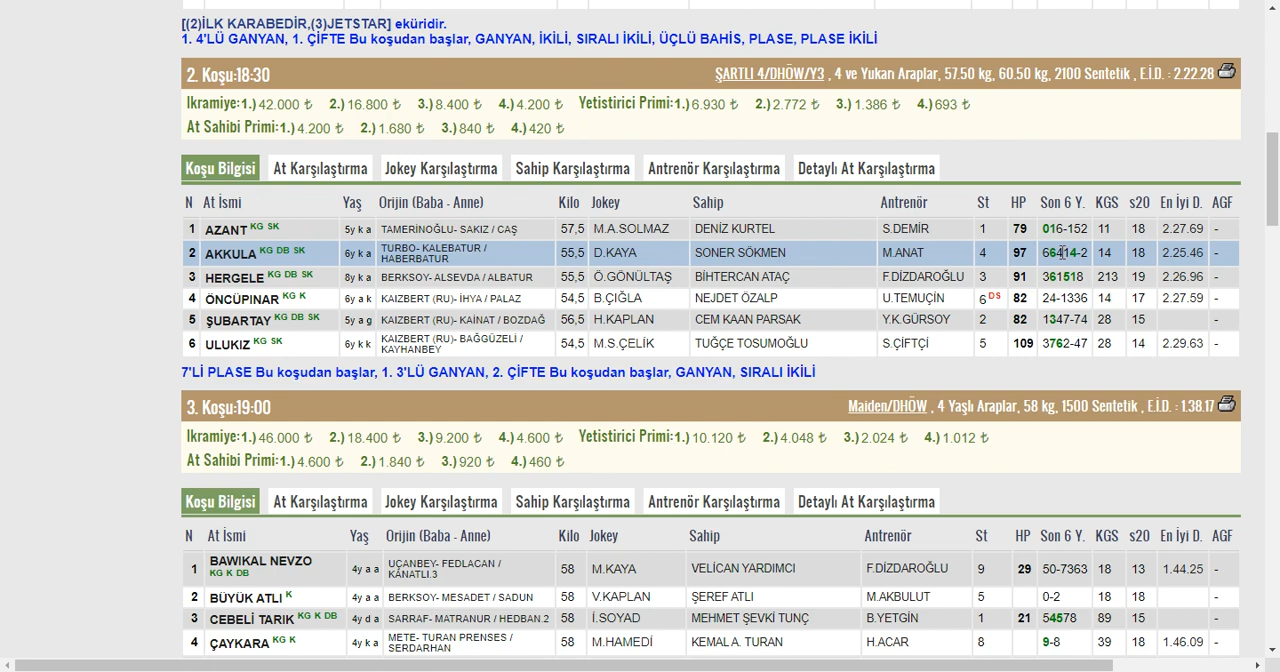 [(2)İLK KARABEDİR,(3)JETSTAR] eküridir.
1. 4'LÜ GANYAN, 1. ÇİFTE Bu koşudan başlar, GANYAN, İKİLİ, SIRALI İKİLİ, ÜÇLÜ BAHİS, PLASE, PLASE İKİLİ
2. Koşu:18:30 ŞARTLI 4/DHÖW/Y3 , 4 ve Yukarı Araplar, 57.50 kg, 60.50 kg, 2100 Sentetik , E.İ.D. : 2.22.28
Ikramiye:1.) 42.000 ₺ 2.) 16.800 ₺ 3.) 8.400 ₺ 4.) 4.200 ₺ Yetistirici Primi:1.) 6.930 ₺ 2.) 2.772 ₺ 3.) 1.386 ₺ 4.) 693 ₺
At Sahibi Primi:1.) 4.200 ₺ 2.) 1.680 ₺ 3.) 840 ₺ 4.) 420 ₺
Koşu Bilgisi At Karşılaştırma Jokey Karşılaştırma Sahip Karşılaştırma Antrenör Karşılaştırma Detaylı At Karşılaştırma
N At İsmi Yaş Orijin (Baba - Anne) Kilo Jokey Sahip Antrenör St HP Son 6 Y. KGS s20 En İyi D. AGF
1 AZANT KG SK 5y k a TAMERİNOĞLU- SAKIZ / CAŞ 57,5 M.A.SOLMAZ DENİZ KURTEL S.DEMİR 1 79 016-152 11 18 2.27.69 -
2 AKKULA KG DB SK 6y k a TURBO- KALEBATUR / HABERBATUR 55,5 D.KAYA SONER SÖKMEN M.ANAT 4 97 66414-2 14 18 2.25.46 -
3 HERGELE KG DB SK 8y k a BERKSOY- ALSEVDA / ALBATUR 55,5 Ö.GÖNÜLTAŞ BİHTERCAN ATAÇ F.DİZDAROĞLU 3 91 361518 213 19 2.26.96 -
4 ÖNCÜPINAR KG K 6y a k KAIZBERT (RU)- İHYA / PALAZ 54,5 B.ÇIĞLA NEJDET ÖZALP U.TEMUÇİN 6 DS 82 24-1336 14 17 2.27.59 -
5 ŞUBARTAY KG DB SK 5y a g KAIZBERT (RU)- KAİNAT / BOZDAĞ 56,5 H.KAPLAN CEM KAAN PARSAK Y.K.GÜRSOY 2 82 1347-74 28 15 -
6 ULUKIZ KG SK 6y k k KAIZBERT (RU)- BAĞGÜZELİ / KAYHANBEY 54,5 M.S.ÇELİK TUĞÇE TOSUMOĞLU S.ÇİFTÇİ 5 109 3762-47 28 14 2.29.63 -
7'Lİ PLASE Bu koşudan başlar, 1. 3'LÜ GANYAN, 2. ÇİFTE Bu koşudan başlar, GANYAN, SIRALI İKİLİ
3. Koşu:19:00 Maiden/DHÖW , 4 Yaşlı Araplar, 58 kg, 1500 Sentetik , E.İ.D. : 1.38.17
Ikramiye:1.) 46.000 ₺ 2.) 18.400 ₺ 3.) 9.200 ₺ 4.) 4.600 ₺ Yetistirici Primi:1.) 10.120 ₺ 2.) 4.048 ₺ 3.) 2.024 ₺ 4.) 1.012 ₺
At Sahibi Primi:1.) 4.600 ₺ 2.) 1.840 ₺ 3.) 920 ₺ 4.) 460 ₺
Koşu Bilgisi At Karşılaştırma Jokey Karşılaştırma Sahip Karşılaştırma Antrenör Karşılaştırma Detaylı At Karşılaştırma
N At İsmi Yaş Orijin (Baba - Anne) Kilo Jokey Sahip Antrenör St HP Son 6 Y. KGS s20 En İyi D. AGF
1 BAWIKAL NEVZO KG K DB 4y a a UÇANBEY- FEDLACAN / KANATLI.3 58 M.KAYA VELİCAN YARDIMCI F.DİZDAROĞLU 9 29 50-7363 18 13 1.44.25 -
2 BÜYÜK ATLI K 4y a a BERKSOY- MESADET / SADUN 58 V.KAPLAN ŞEREF ATLI M.AKBULUT 5 0-2 18 18 -
3 CEBELİ TARIK KG K DB 4y d a SARRAF- MATRANUR / HEDBAN.2 58 İ.SOYAD MEHMET ŞEVKİ TUNÇ B.YETGİN 1 21 54578 89 15 -
4 ÇAYKARA KG K 4y k a METE- TURAN PRENSES / SERDARHAN 58 M.HAMEDİ KEMAL A. TURAN H.ACAR 8 9-8 39 18 1.46.09 -